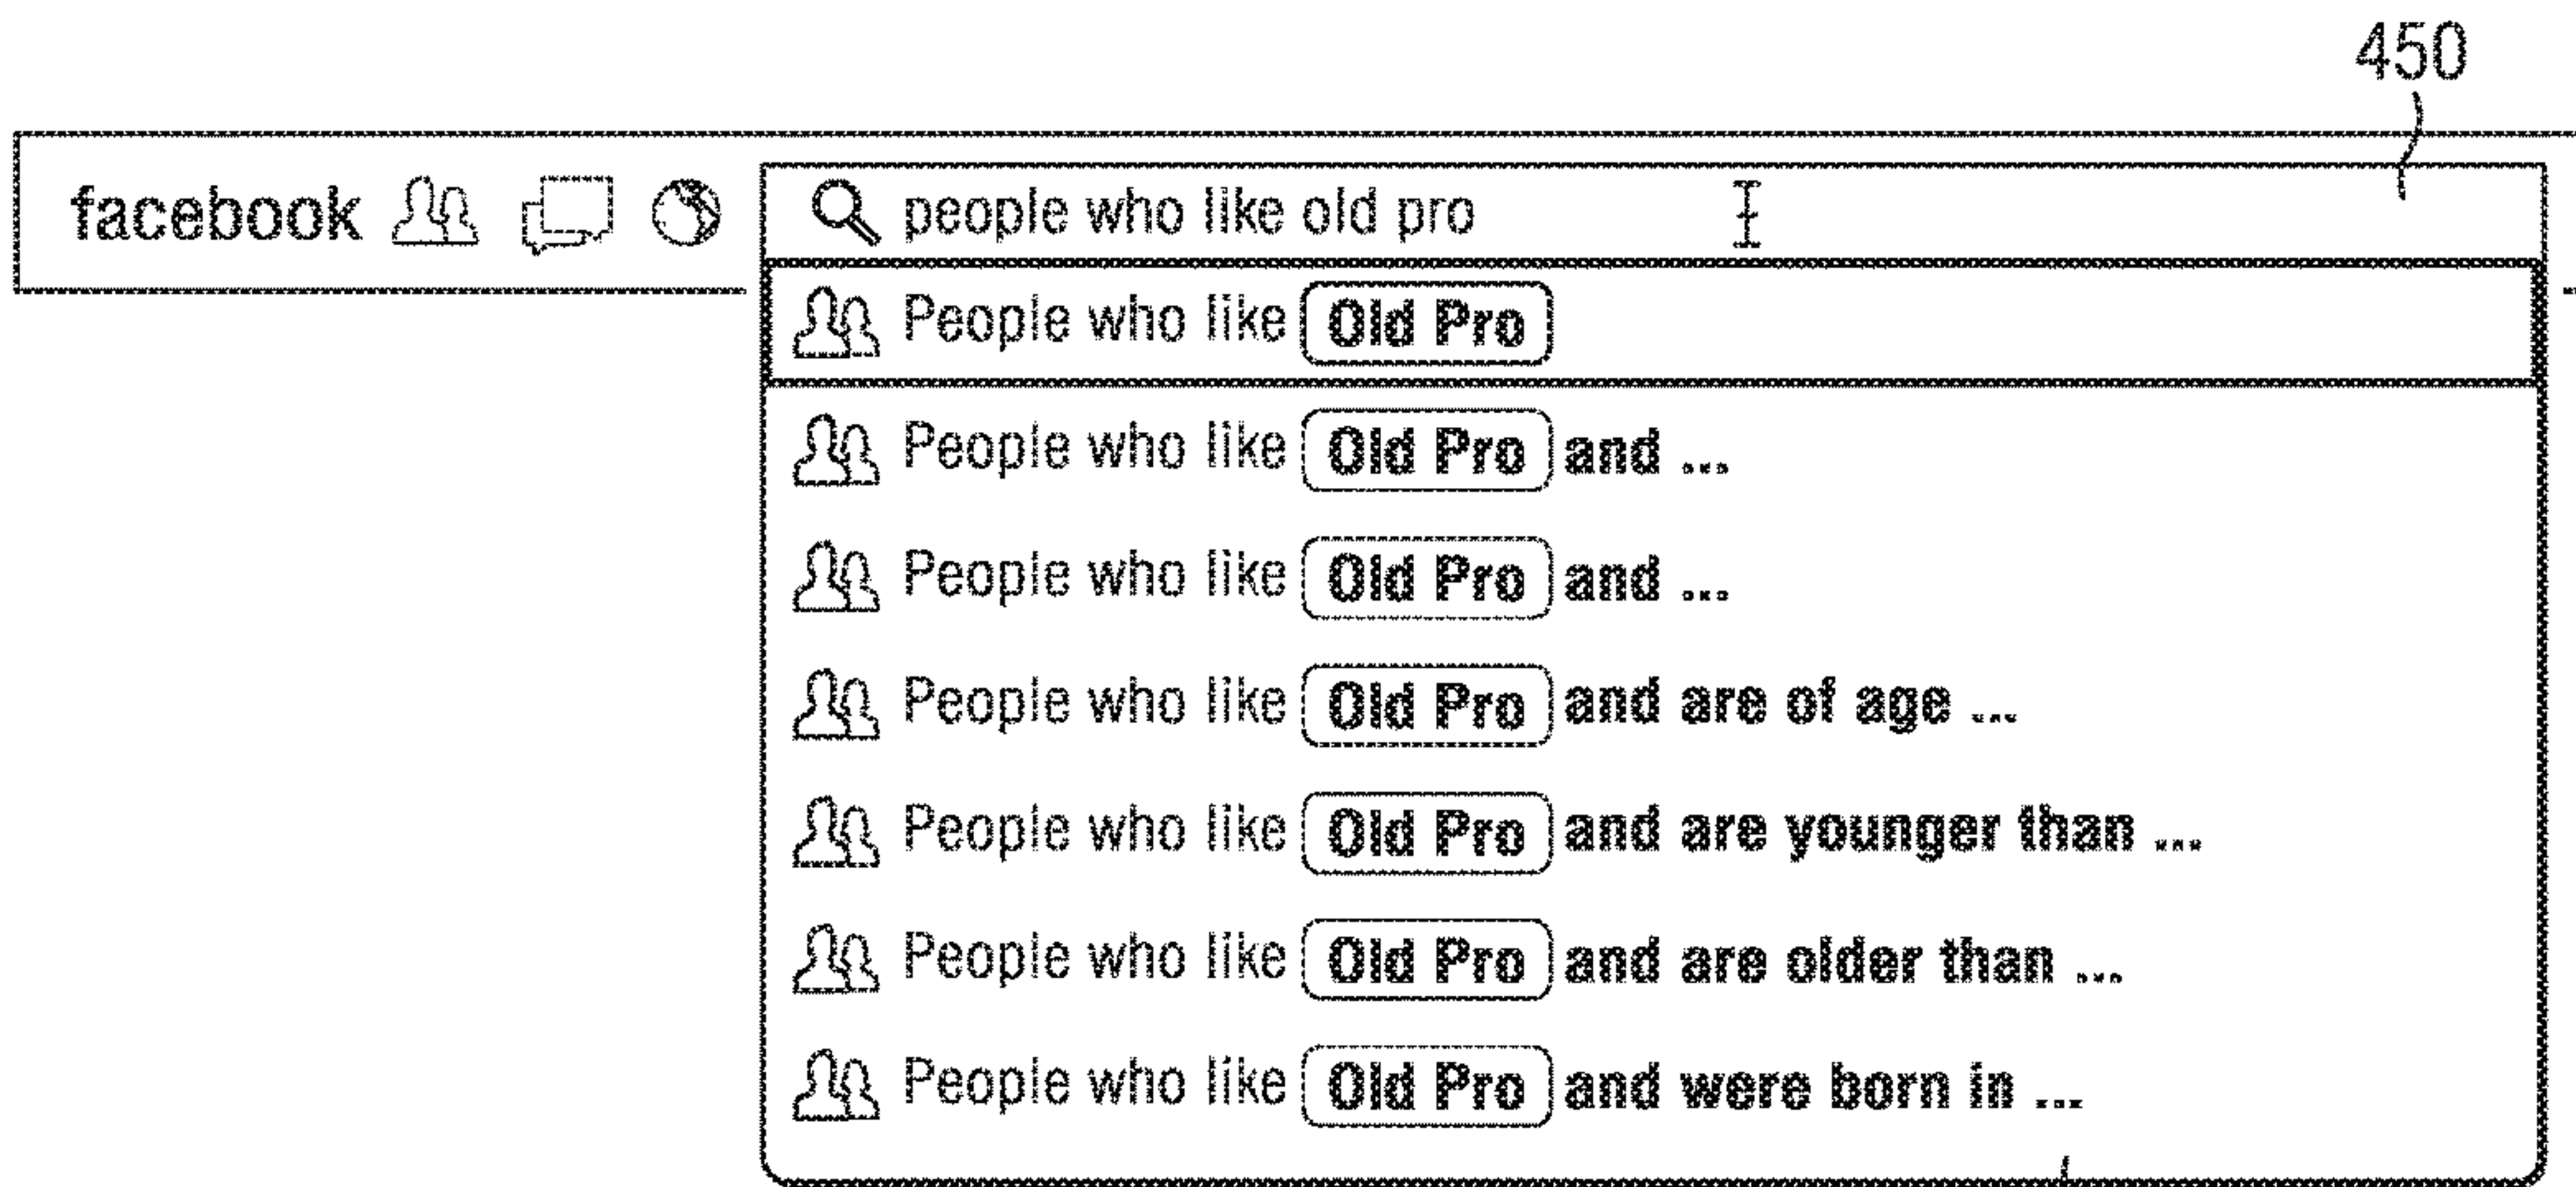 450
facebook people who like old pro
People who like Old Pro
People who like Old Pro and ...
People who like Old Pro and ...
People who like Old Pro and are of age ...
People who like Old Pro and are younger than ...
People who like Old Pro and are older than ...
People who like Old Pro and were born in ...